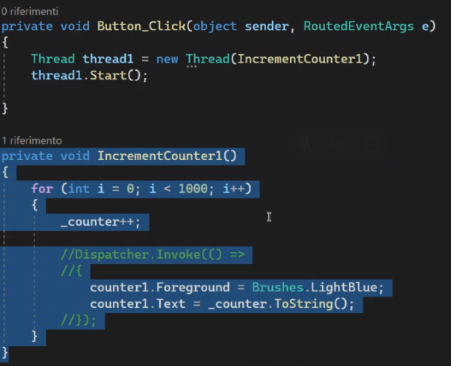 0 riferimenti
private void Button_Click(object sender, RoutedEventArgs e)
{
    Thread thread1 = new Thread(IncrementCounter1);
    thread1.Start();
}
1 riferimento
private void IncrementCounter1()
{
    for (int i = 0; i < 1000; i++)
    {
        _counter++;
        //Dispatcher.Invoke(() =>
        //{
            counter1.Foreground = Brushes.LightBlue;
            counter1.Text = _counter.ToString();
        //});
    }
}